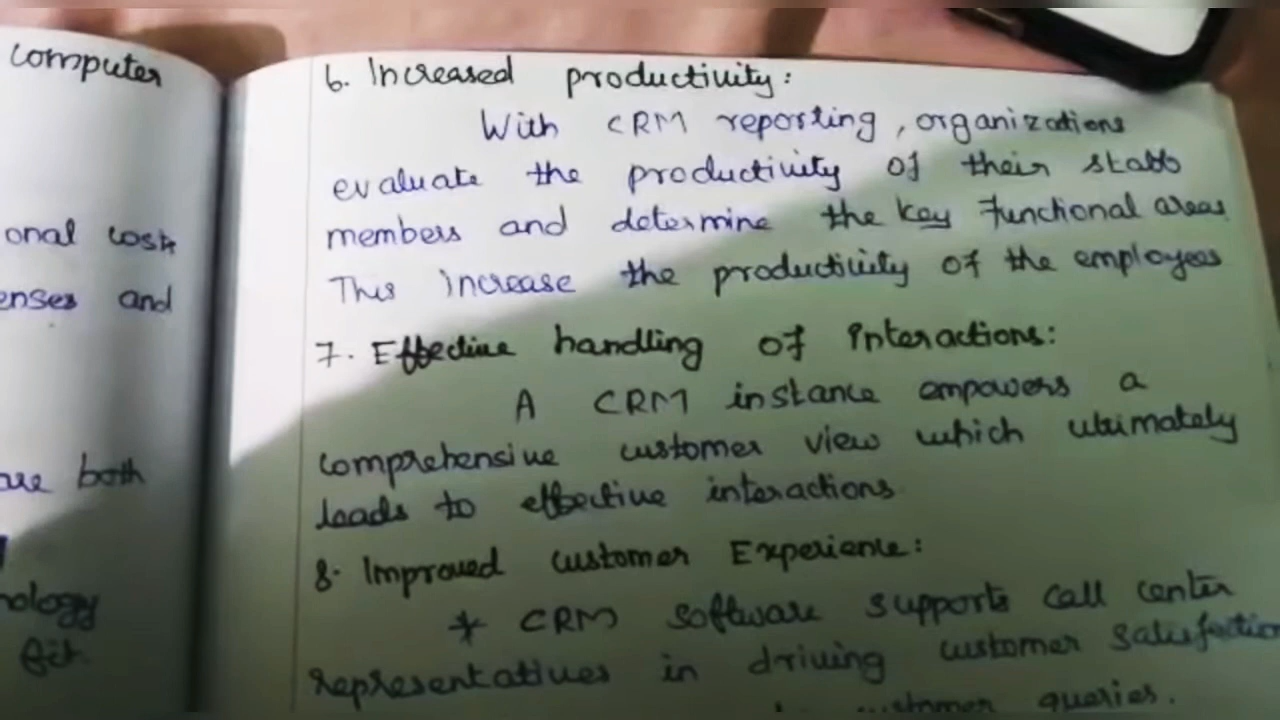 computer
onal costs
enses and
are both
nology
fit.
6. Increased productivity:
With CRM reporting, organizations
evaluate the productivity of their staff
members and determine the key functional areas
This increase the productivity of the employees
7. Effective handling of interactions:
A CRM instance empowers a
comprehensive customer view which ultimately
leads to effective interactions
8. Improved customer Experience:
* CRM software supports call center
representatives in driving customer satisfaction
customer queries.